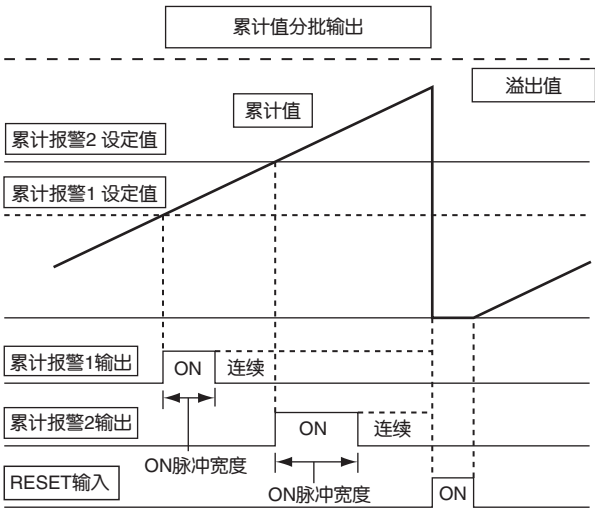 累计值分批输出
溢出值
累计值
累计报警2 设定值
累计报警1 设定值
累计报警1输出
ON
连续
累计报警2输出
ON
连续
ON脉冲宽度
ON脉冲宽度
RESET输入
ON